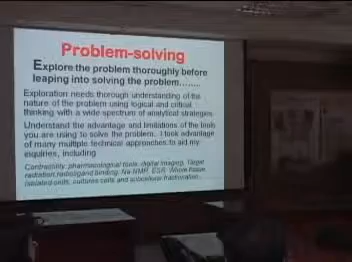 Problem-solving
Explore the problem thoroughly before
leaping into solving the problem........
Exploration needs thorough understanding of the
nature of the problem using logical and critical
thinking with a wide spectrum of analytical strategies.
Understand the advantage and limitations of the tools
you are using to solve the problem. I took advantage
of many multiple technical approaches to aid my
inquiries, including
Contractility, pharmacological tools, digital imaging, Target
radiation, radioligand binding, Na NMR, ESR, Whole tissue,
isolated cells, cultures cells and subcellular fractionation